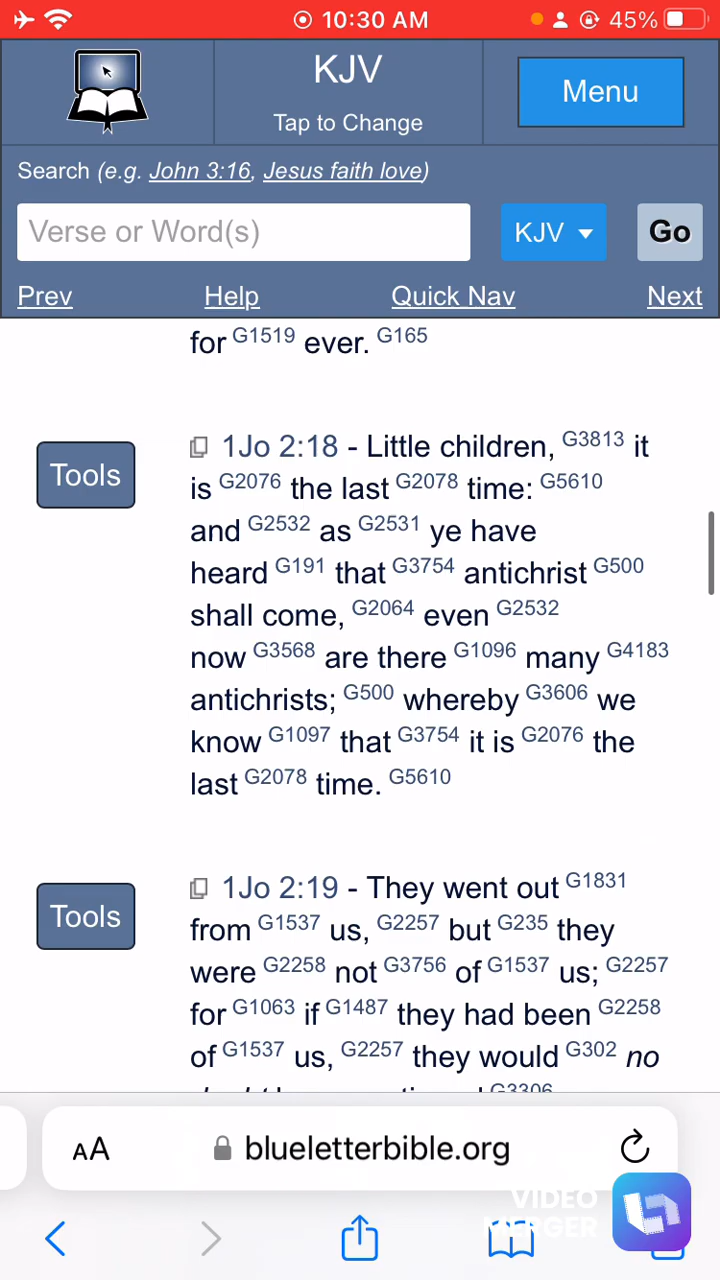 10:30 AM 45%
KJV
Tap to Change
Menu
Search (e.g. John 3:16, Jesus faith love)
Verse or Word(s) KJV Go
Prev Help Quick Nav Next
for G1519 ever. G165
Tools
1Jo 2:18 - Little children, G3813 it
is G2076 the last G2078 time: G5610
and G2532 as G2531 ye have
heard G191 that G3754 antichrist G500
shall come, G2064 even G2532
now G3568 are there G1096 many G4183
antichrists; G500 whereby G3606 we
know G1097 that G3754 it is G2076 the
last G2078 time. G5610
Tools
1Jo 2:19 - They went out G1831
from G1537 us, G2257 but G235 they
were G2258 not G3756 of G1537 us; G2257
for G1063 if G1487 they had been G2258
of G1537 us, G2257 they would G302 no
G3306
AA blueletterbible.org
VIDEO
MERGER